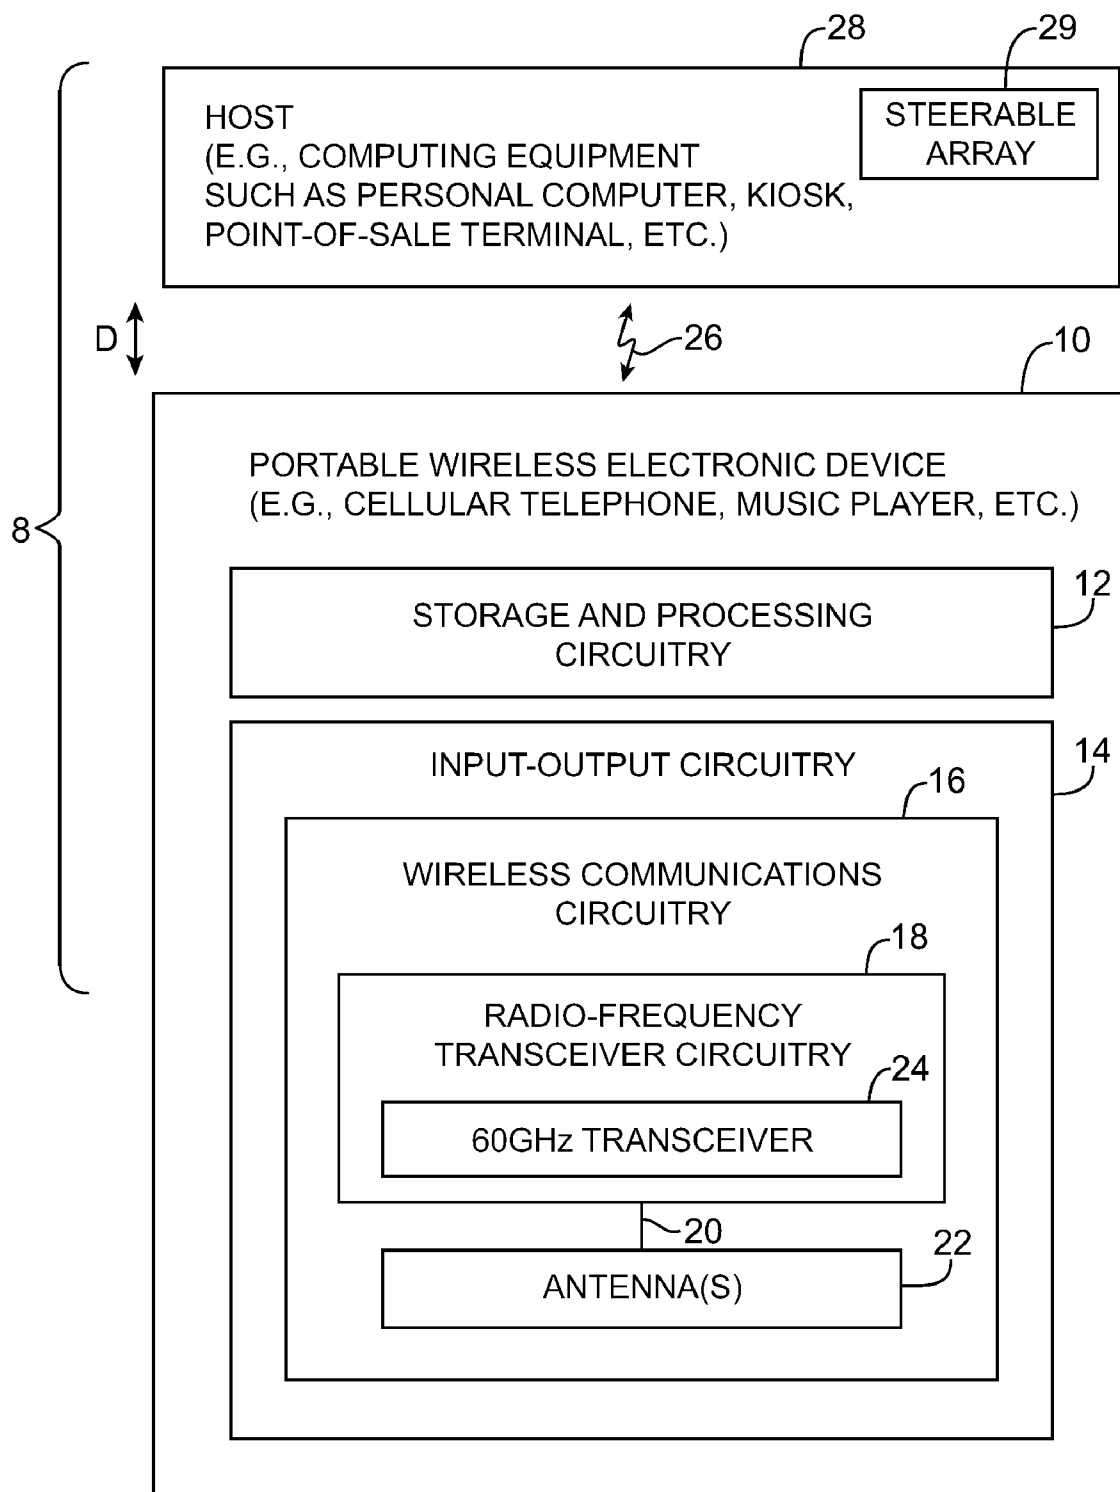 28
29
HOST
(E.G., COMPUTING EQUIPMENT
SUCH AS PERSONAL COMPUTER, KIOSK,
POINT-OF-SALE TERMINAL, ETC.)
STEERABLE
ARRAY
D
26
10
PORTABLE WIRELESS ELECTRONIC DEVICE
(E.G., CELLULAR TELEPHONE, MUSIC PLAYER, ETC.)
8
12
STORAGE AND PROCESSING
CIRCUITRY
14
INPUT-OUTPUT CIRCUITRY
16
WIRELESS COMMUNICATIONS
CIRCUITRY
18
RADIO-FREQUENCY
TRANSCEIVER CIRCUITRY
24
60GHz TRANSCEIVER
20
22
ANTENNA(S)